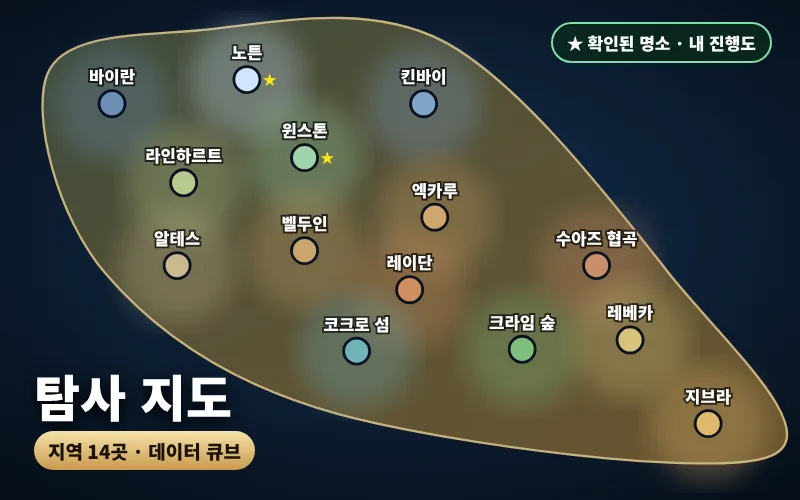 ★ 확인된 명소 · 내 진행도
노튼
★
바이란
킨바이
윈스톤
★
라인하르트
엑카루
알테스
벨두인
수아즈 협곡
레이단
레베카
코크로 섬
크라임 숲
지브라
탐사 지도
지역 14곳 · 데이터 큐브